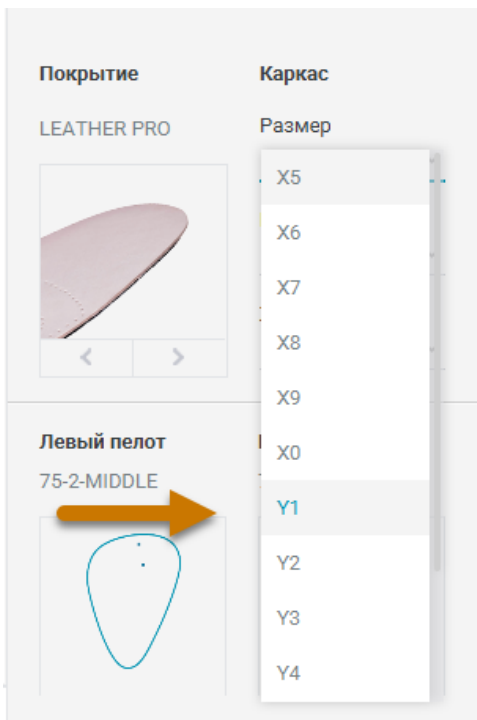 Покрытие
Каркас
LEATHER PRO
Размер
X5
X6
X7
X8
X9
X0
Левый пелот
75-2-MIDDLE
Y1
Y2
Y3
Y4